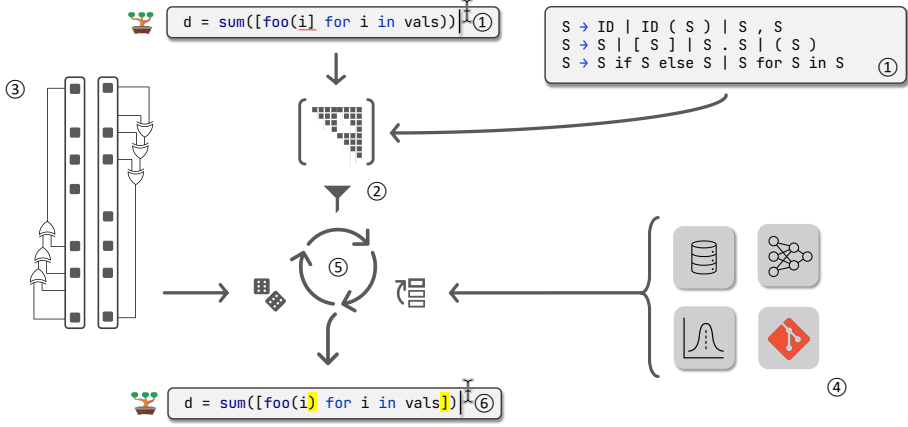 d = sum([foo(i] for i in vals))
①
S → ID | ID ( S ) | S , S
S → S | [ S ] | S . S | ( S )
S → S if S else S | S for S in S
①
③
②
⑤
④
d = sum([foo(i) for i in vals])
⑥